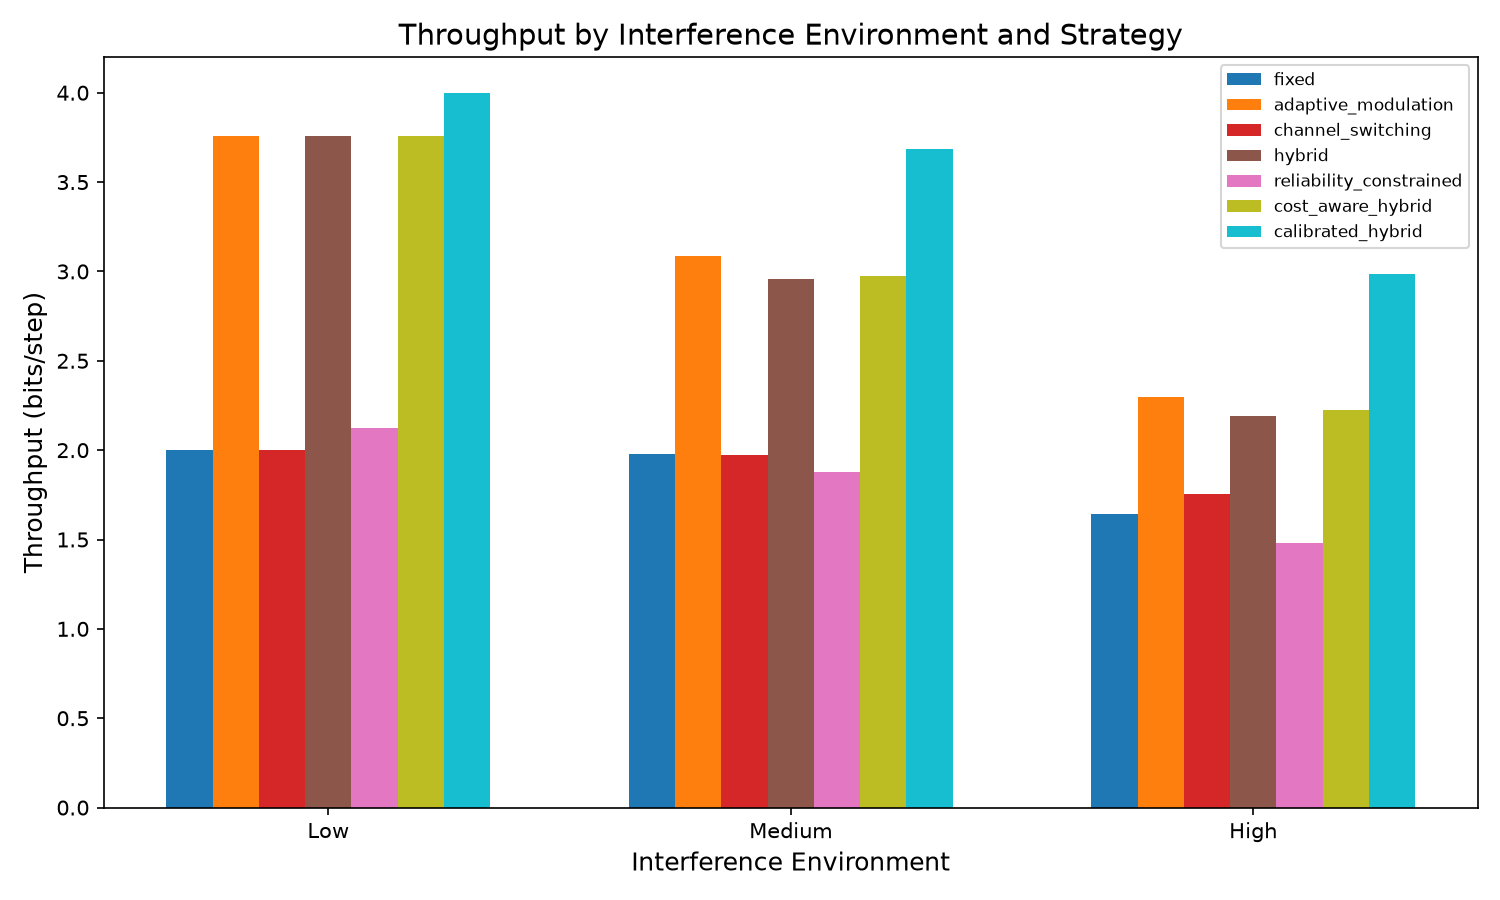 Throughput by Interference Environment and Strategy
fixed
adaptive_modulation
channel_switching
hybrid
reliability_constrained
cost_aware_hybrid
calibrated_hybrid
Throughput (bits/step)
4.0
3.5
3.0
2.5
2.0
1.5
1.0
0.5
0.0
Low Medium High
Interference Environment